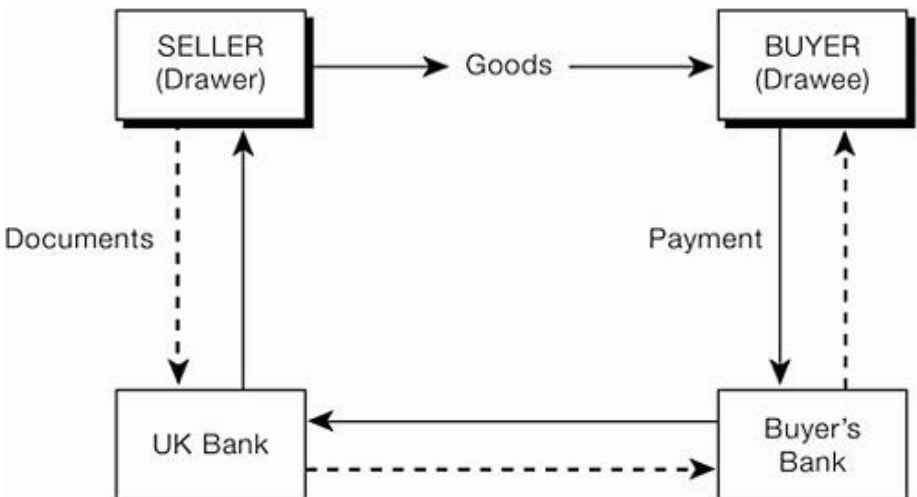 SELLER
(Drawer)
Goods
BUYER
(Drawee)
Documents
Payment
UK Bank
Buyer's
Bank